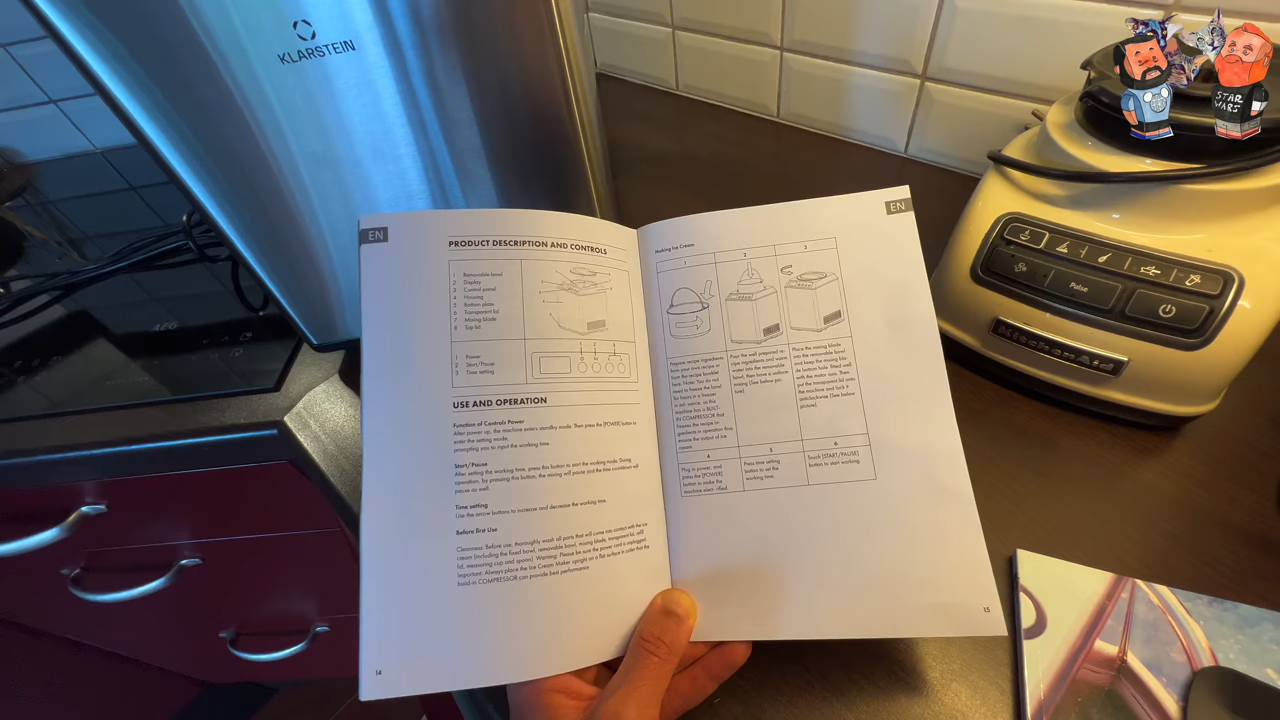 KLARSTEIN
STAR
WARS
AEG
Pulse
KitchenAid
EN
PRODUCT DESCRIPTION AND CONTROLS
1 Removable bowl
2 Display
3 Control panel
4 Housing
5 Bottom plate
6 Transparent lid
7 Mixing blade
8 Top lid
1 Power
2 Start/Pause
3 Time setting
USE AND OPERATION
Function of Controls Power
After power up, the machine enters standby mode. Then press the [POWER] button to
enter the setting mode.
prompting you to input the working time.
Start/Pause
After setting the working time, press this button to start the working mode. During
operation, by pressing this button, the mixing will pause and the time countdown will
pause as well.
Time setting
Use the arrow buttons to increase and decrease the working time.
Before first Use
Cleanness: Before use, thoroughly wash all parts that will come into contact with the ice
cream (including the fixed bowl, removable bowl, mixing blade, transparent lid, refill
lid, measuring cup and spoon) Warning: Please be sure the power cord is unplugged.
Important: Always place the Ice Cream Maker upright on a flat surface in order that the
build-in COMPRESSOR can provide best performance.
14
EN
Making Ice Cream
1
2
3
Prepare recipe ingredients
from your own recipe or
from the recipe booklet
here. Note: You do not
need to freeze the bowl
for hours in a freezer
in ad- vance, as this
machine has a BUILT-
IN COMPRESSOR that
freezes the recipe in-
gredients in operation thus
ensure the output of ice
cream.
Pour the well prepared re-
cipe ingredients and warm
water into the removable
bowl, then have a uniform
mixing (See below pic-
ture).
Place the mixing blade
into the removable bowl
and keep the mixing bla-
de bottom hole fitted well
with the motor axis. Then
put the transparent lid onto
the machine and lock it
anticlockwise (See below
picture).
4
5
6
Plug in power, and
press the [POWER]
button to make the
machine elect- rified.
Press time setting
button to set the
working time.
Touch [START/PAUSE]
button to start working.
15